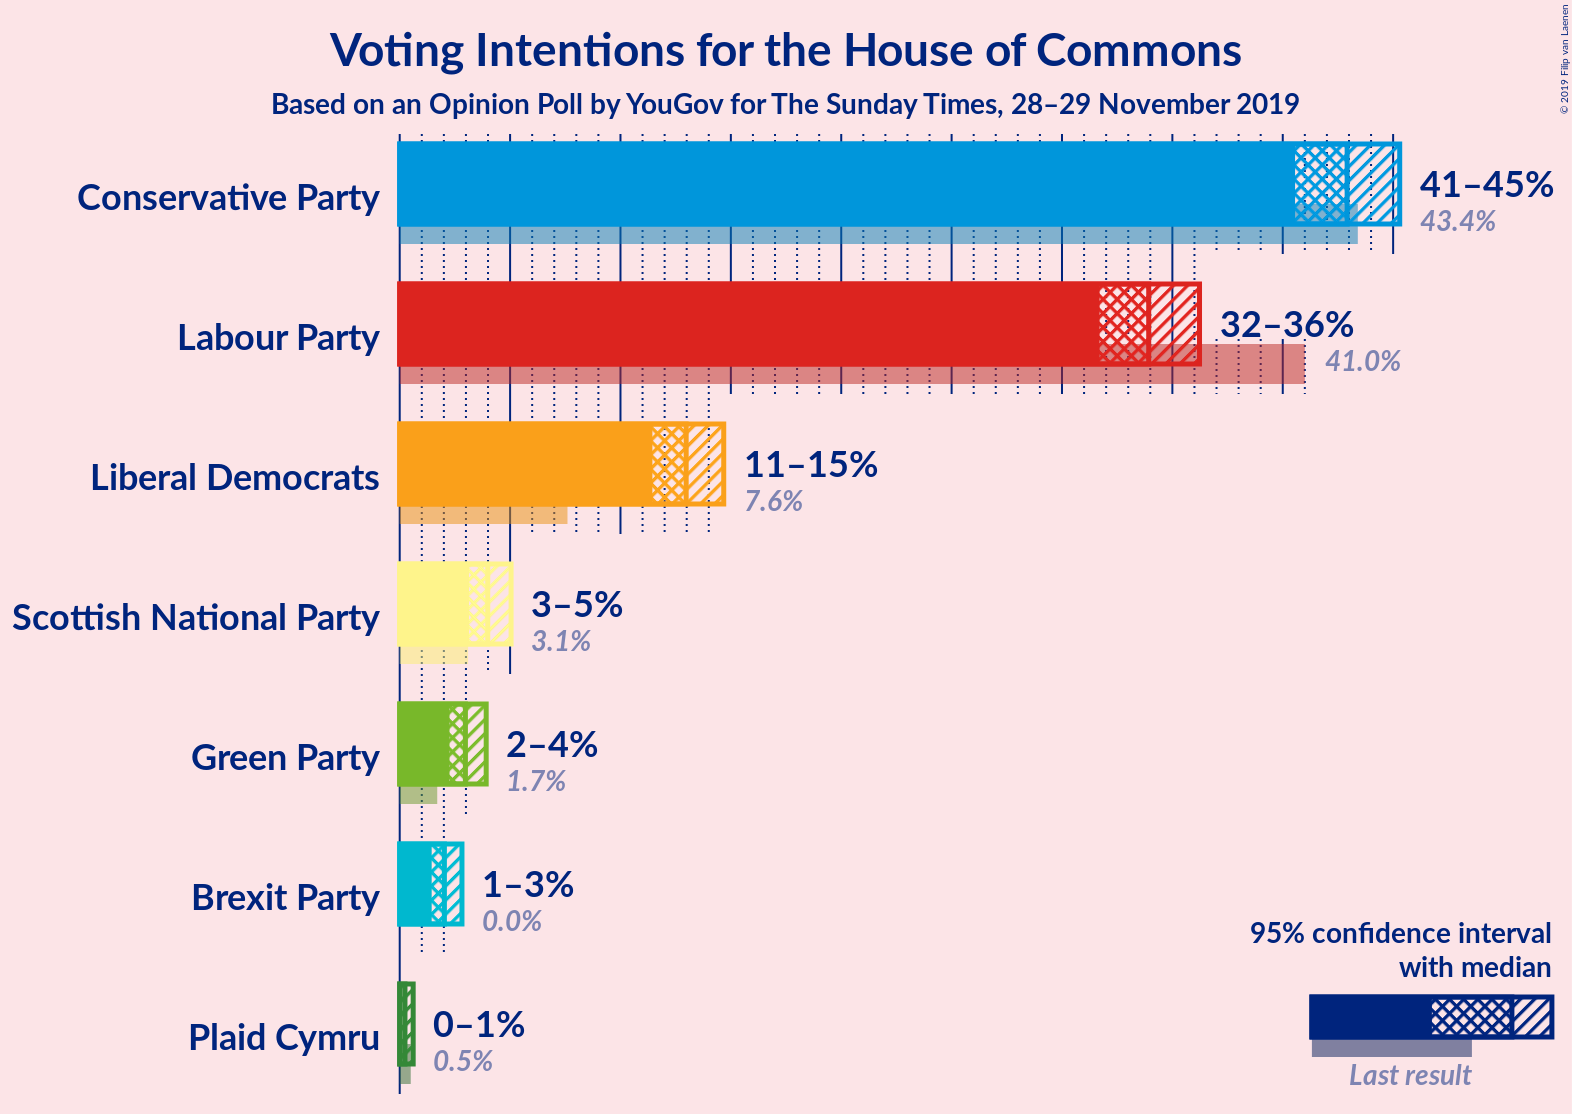 Voting Intentions for the House of Commons
Based on an Opinion Poll by YouGov for The Sunday Times, 28–29 November 2019
© 2019 Filip van Laenen
Conservative Party
41–45%
43.4%
Labour Party
32–36%
41.0%
Liberal Democrats
11–15%
7.6%
Scottish National Party
3–5%
3.1%
Green Party
2–4%
1.7%
Brexit Party
1–3%
0.0%
Plaid Cymru
0–1%
0.5%
95% confidence interval
with median
Last result